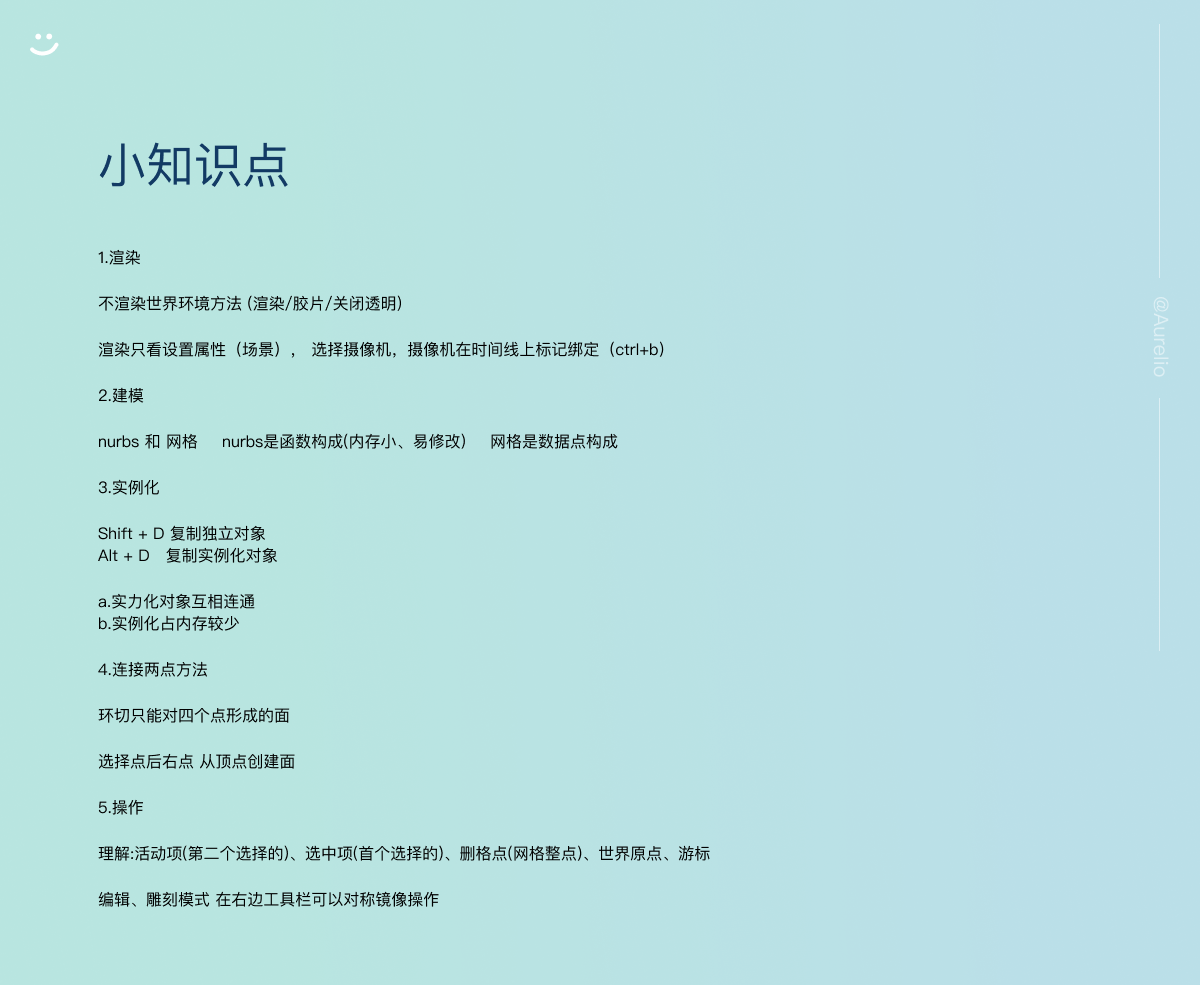 小知识点
1.渲染
不渲染世界环境方法 (渲染/胶片/关闭透明)
渲染只看设置属性（场景）， 选择摄像机，摄像机在时间线上标记绑定（ctrl+b）
2.建模
nurbs 和 网格 nurbs是函数构成(内存小、易修改) 网格是数据点构成
3.实例化
Shift + D 复制独立对象
Alt + D 复制实例化对象
a.实力化对象互相连通
b.实例化占内存较少
4.连接两点方法
环切只能对四个点形成的面
选择点后右点 从顶点创建面
5.操作
理解:活动项(第二个选择的)、选中项(首个选择的)、删格点(网格整点)、世界原点、游标
编辑、雕刻模式 在右边工具栏可以对称镜像操作
@Aurelio